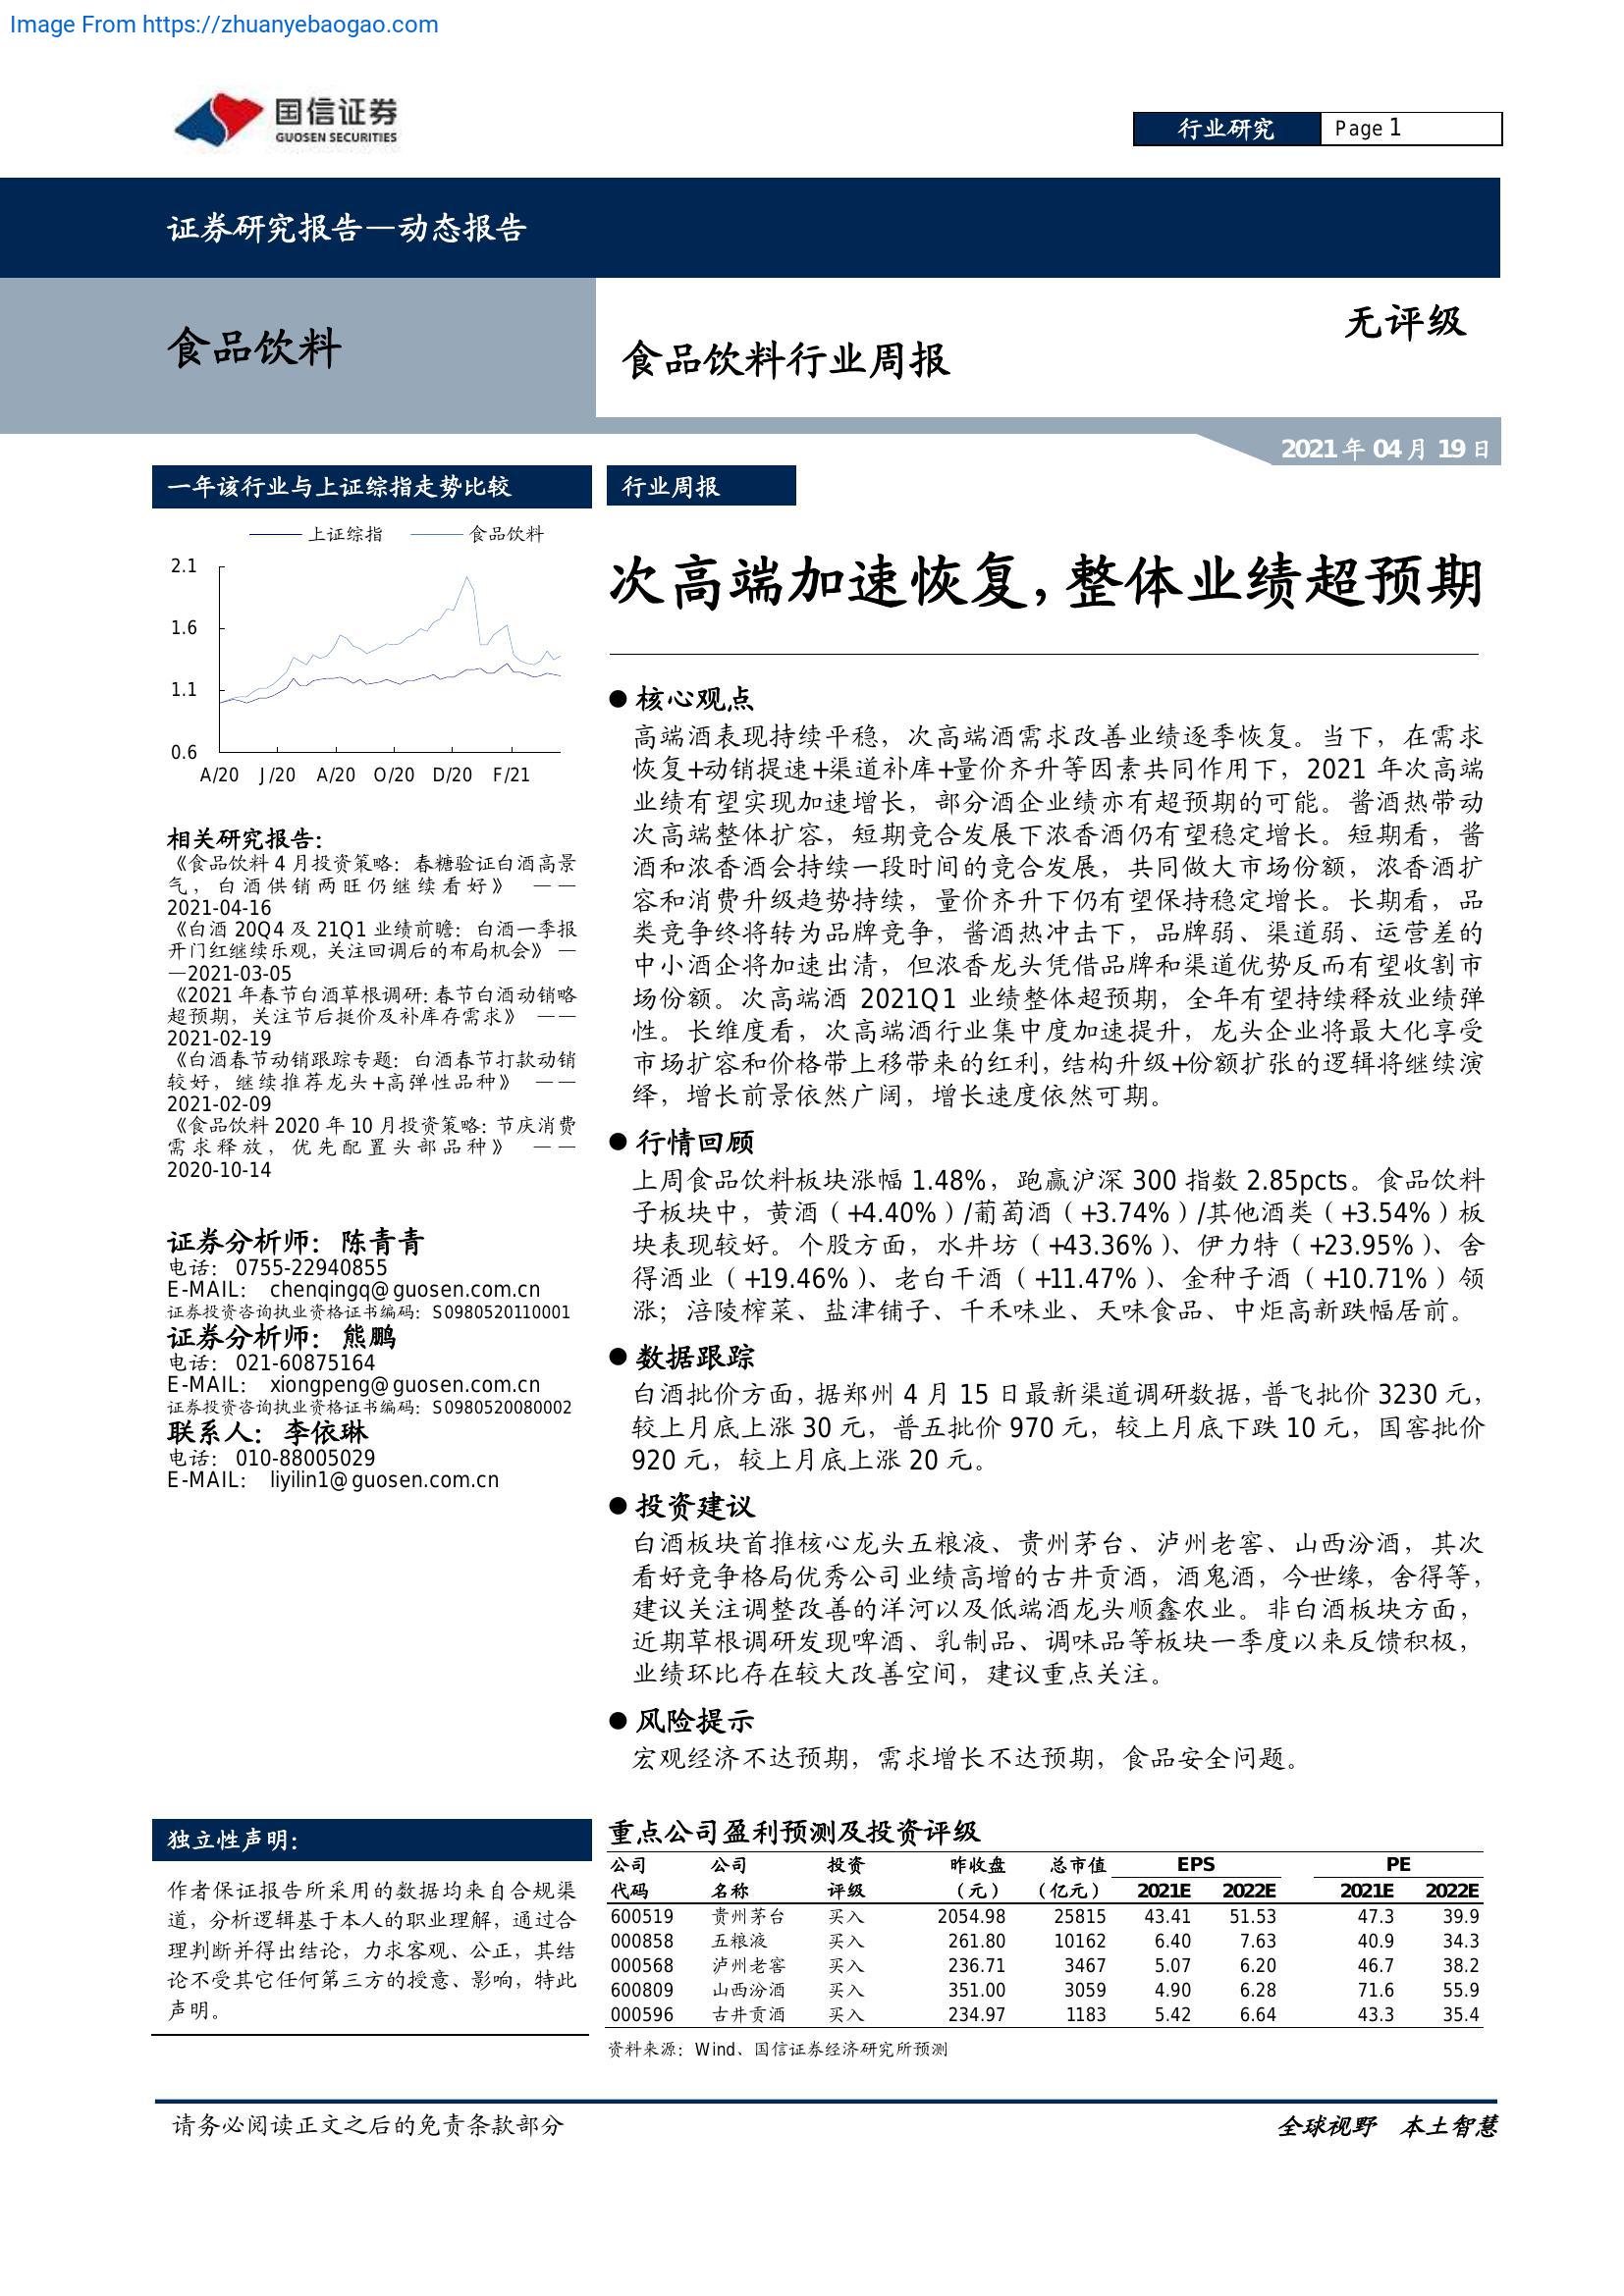 Image From https://zhuanyebaogao.com
国信证券
GUOSEN SECURITIES
行业研究 Page 1
证券研究报告—动态报告
食品饮料
食品饮料行业周报
无评级
2021 年 04 月 19 日
一年该行业与上证综指走势比较
上证综指 食品饮料
2.1
1.6
1.1
0.6
A/20 J/20 A/20 O/20 D/20 F/21
相关研究报告:
《食品饮料 4 月投资策略：春糖验证白酒高景
气，白酒供销两旺仍继续看好》 ——
2021-04-16
《白酒 20Q4 及 21Q1 业绩前瞻：白酒一季报
开门红继续乐观，关注回调后的布局机会》 —
—2021-03-05
《2021 年春节白酒草根调研：春节白酒动销略
超预期，关注节后挺价及补库存需求》 ——
2021-02-19
《白酒春节动销跟踪专题：白酒春节打款动销
较好，继续推荐龙头+高弹性品种》 ——
2021-02-09
《食品饮料 2020 年 10 月投资策略：节庆消费
需求释放，优先配置头部品种》 ——
2020-10-14
证券分析师：陈青青
电话：0755-22940855
E-MAIL： chenqingq@guosen.com.cn
证券投资咨询执业资格证书编码：S0980520110001
证券分析师：熊鹏
电话：021-60875164
E-MAIL： xiongpeng@guosen.com.cn
证券投资咨询执业资格证书编码：S0980520080002
联系人：李依琳
电话：010-88005029
E-MAIL： liyilin1@guosen.com.cn
独立性声明:
作者保证报告所采用的数据均来自合规渠
道，分析逻辑基于本人的职业理解，通过合
理判断并得出结论，力求客观、公正，其结
论不受其它任何第三方的授意、影响，特此
声明。
行业周报
次高端加速恢复，整体业绩超预期
● 核心观点
高端酒表现持续平稳，次高端酒需求改善业绩逐季恢复。当下，在需求
恢复+动销提速+渠道补库+量价齐升等因素共同作用下，2021 年次高端
业绩有望实现加速增长，部分酒企业绩亦有超预期的可能。酱酒热带动
次高端整体扩容，短期竞合发展下浓香酒仍有望稳定增长。短期看，酱
酒和浓香酒会持续一段时间的竞合发展，共同做大市场份额，浓香酒扩
容和消费升级趋势持续，量价齐升下仍有望保持稳定增长。长期看，品
类竞争终将转为品牌竞争，酱酒热冲击下，品牌弱、渠道弱、运营差的
中小酒企将加速出清，但浓香龙头凭借品牌和渠道优势反而有望收割市
场份额。次高端酒 2021Q1 业绩整体超预期，全年有望持续释放业绩弹
性。长维度看，次高端酒行业集中度加速提升，龙头企业将最大化享受
市场扩容和价格带上移带来的红利，结构升级+份额扩张的逻辑将继续演
绎，增长前景依然广阔，增长速度依然可期。
● 行情回顾
上周食品饮料板块涨幅 1.48%，跑赢沪深 300 指数 2.85pcts。食品饮料
子板块中，黄酒（+4.40%）/葡萄酒（+3.74%）/其他酒类（+3.54%）板
块表现较好。个股方面，水井坊（+43.36%）、伊力特（+23.95%）、舍
得酒业（+19.46%）、老白干酒（+11.47%）、金种子酒（+10.71%）领
涨；涪陵榨菜、盐津铺子、千禾味业、天味食品、中炬高新跌幅居前。
● 数据跟踪
白酒批价方面，据郑州 4 月 15 日最新渠道调研数据，普飞批价 3230 元，
较上月底上涨 30 元，普五批价 970 元，较上月底下跌 10 元，国窖批价
920 元，较上月底上涨 20 元。
● 投资建议
白酒板块首推核心龙头五粮液、贵州茅台、泸州老窖、山西汾酒，其次
看好竞争格局优秀公司业绩高增的古井贡酒，酒鬼酒，今世缘，舍得等，
建议关注调整改善的洋河以及低端酒龙头顺鑫农业。非白酒板块方面，
近期草根调研发现啤酒、乳制品、调味品等板块一季度以来反馈积极，
业绩环比存在较大改善空间，建议重点关注。
● 风险提示
宏观经济不达预期，需求增长不达预期，食品安全问题。
重点公司盈利预测及投资评级
公司 公司 投资 昨收盘 总市值 EPS PE
代码 名称 评级 （元） （亿元） 2021E 2022E 2021E 2022E
600519 贵州茅台 买入 2054.98 25815 43.41 51.53 47.3 39.9
000858 五粮液 买入 261.80 10162 6.40 7.63 40.9 34.3
000568 泸州老窖 买入 236.71 3467 5.07 6.20 46.7 38.2
600809 山西汾酒 买入 351.00 3059 4.90 6.28 71.6 55.9
000596 古井贡酒 买入 234.97 1183 5.42 6.64 43.3 35.4
资料来源：Wind、国信证券经济研究所预测
请务必阅读正文之后的免责条款部分
全球视野 本土智慧